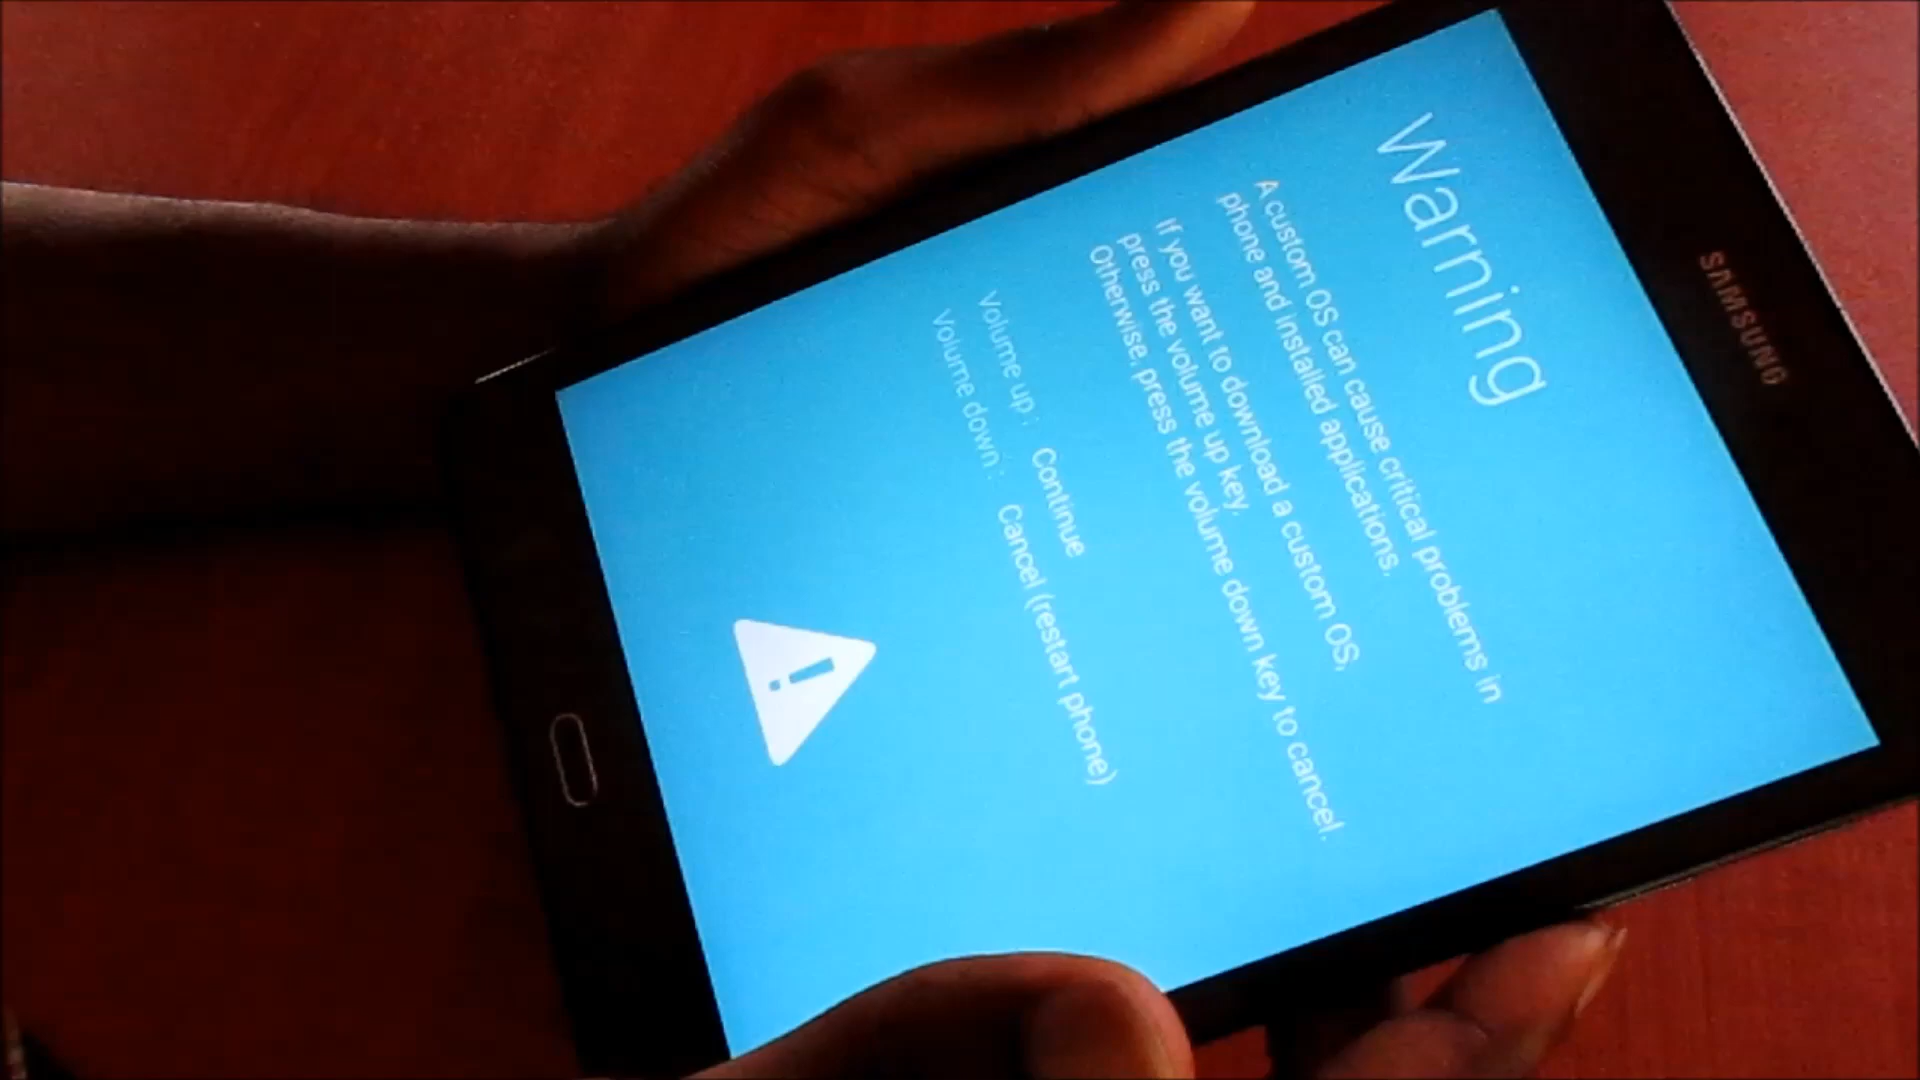 SAMSUNG
Warning
A custom OS can cause critical problems in
phone and installed applications.
If you want to download a custom OS,
press the volume up key.
Otherwise, press the volume down key to cancel.
Volume up : Continue
Volume down : Cancel (restart phone)